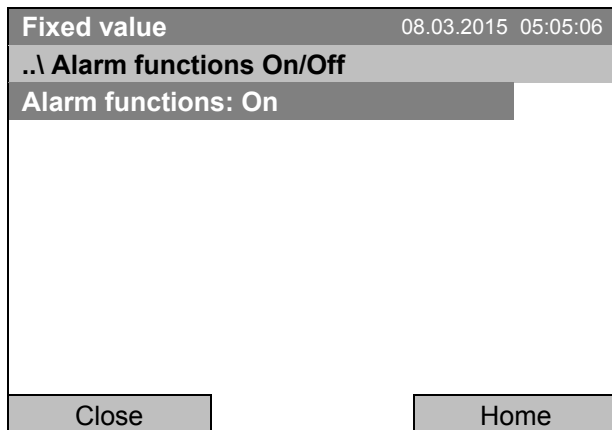 Fixed value 08.03.2015 05:05:06
..\ Alarm functions On/Off
Alarm functions: On
Close Home